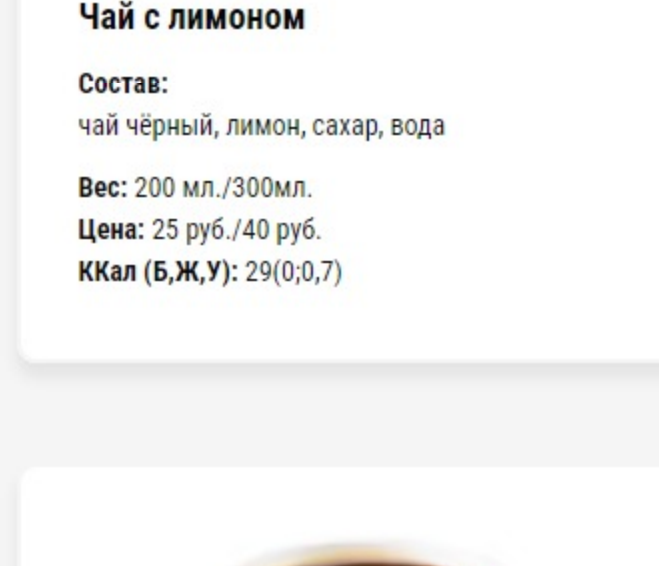 Чай с лимоном
Состав:
чай чёрный, лимон, сахар, вода
Вес: 200 мл./300мл.
Цена: 25 руб./40 руб.
ККал (Б,Ж,У): 29(0;0,7)